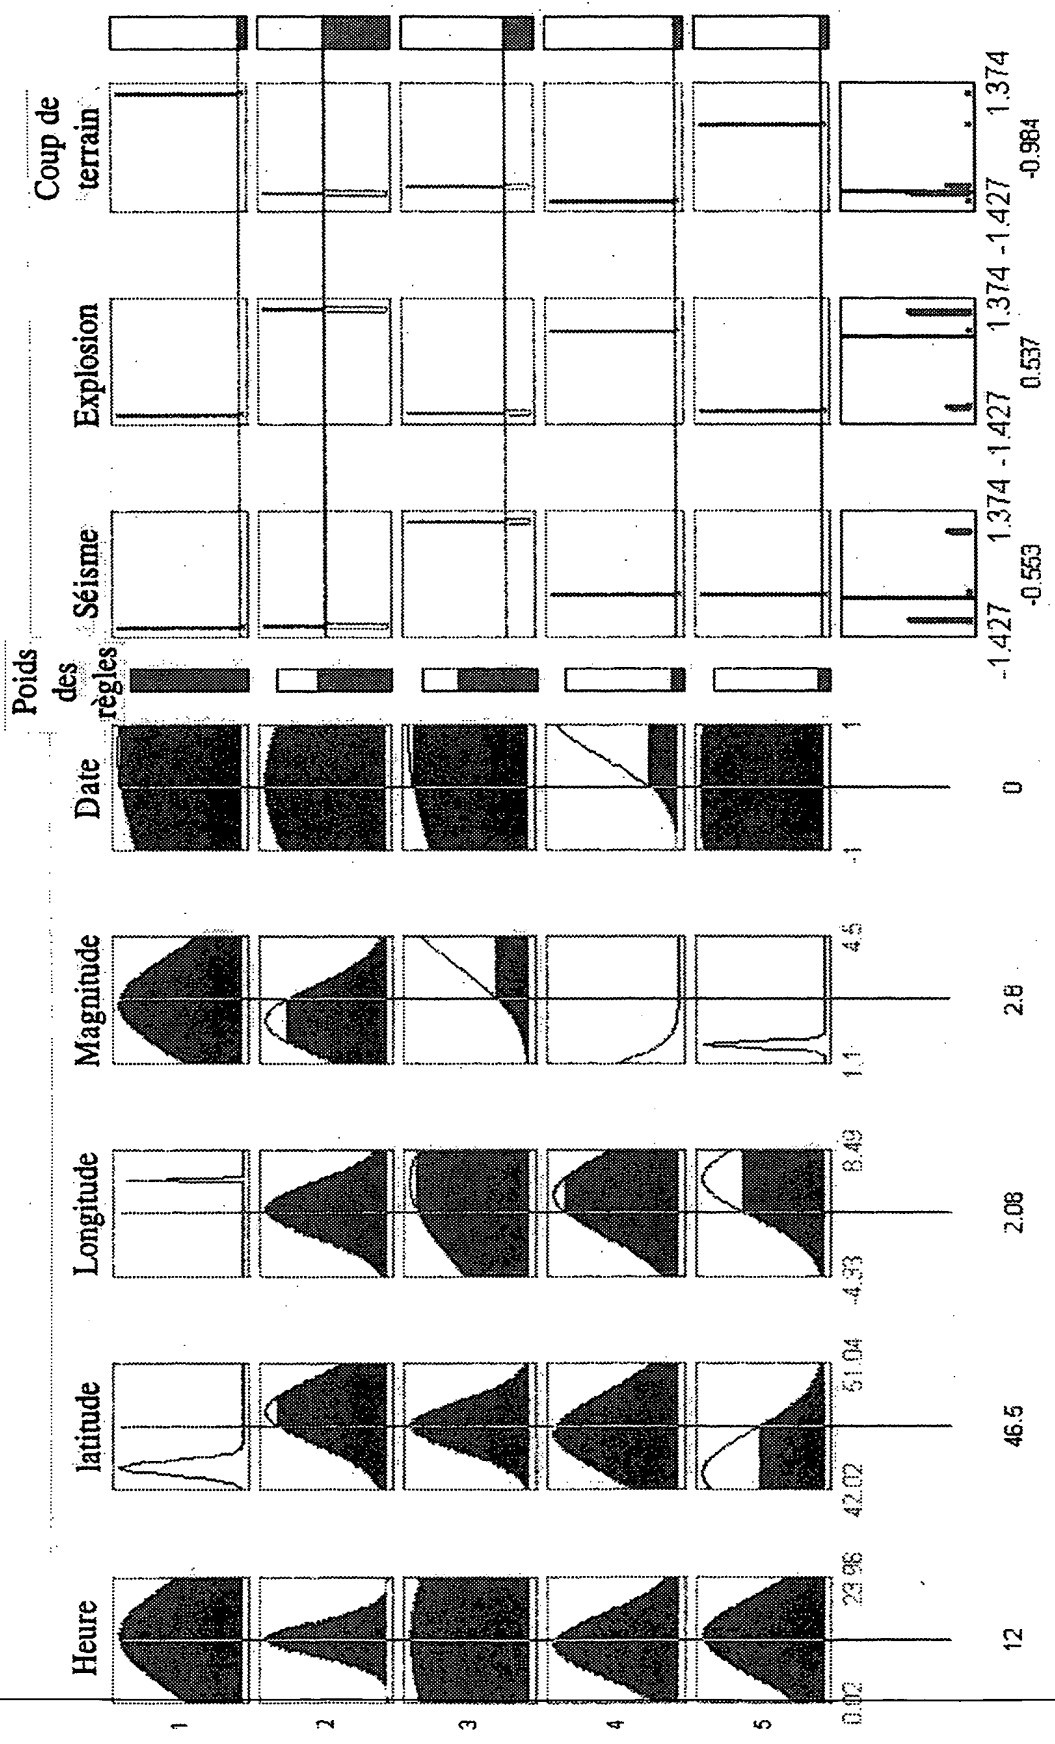 Heure
latitude
Longitude
Magnitude
Date
Poids
des
règles
Séisme
Explosion
Coup de
terrain
1
2
3
4
5
0.02 23.96
42.02 51.04
-4.93 8.49
1.1 4.5
-1 1
-1.427 1.374
-1.427 1.374
-1.427 1.374
12
46.5
2.08
2.8
0
-0.553
0.537
-0.984